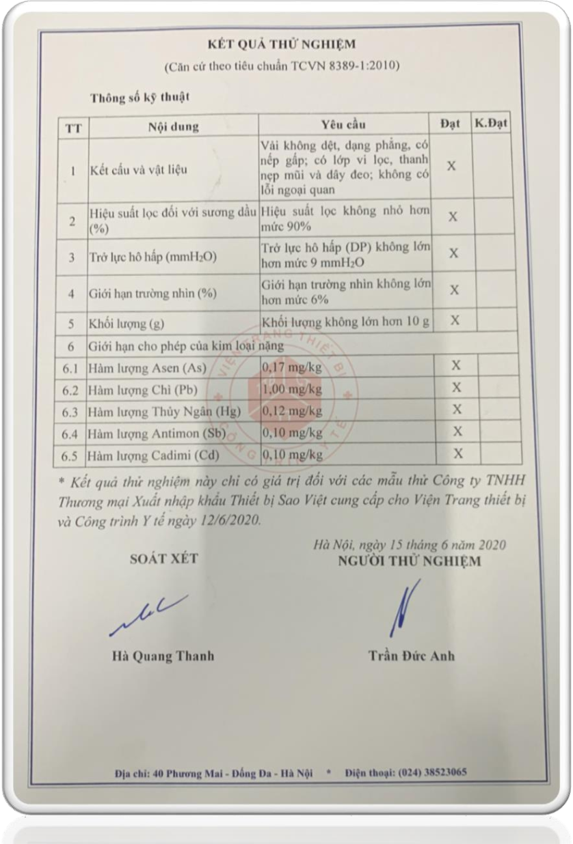 KẾT QUẢ THỬ NGHIỆM
(Căn cứ theo tiêu chuẩn TCVN 8389-1:2010)
Thông số kỹ thuật
TT Nội dung Yêu cầu Đạt K.Đạt
1 Kết cấu và vật liệu Vải không dệt, dạng phẳng, có
nếp gấp; có lớp vi lọc, thanh
nẹp mũi và dây đeo; không có
lỗi ngoại quan X
2 Hiệu suất lọc đối với sương dầu
(%) Hiệu suất lọc không nhỏ hơn
mức 90% X
3 Trở lực hô hấp (mmH₂O) Trở lực hô hấp (DP) không lớn
hơn mức 9 mmH₂O X
4 Giới hạn trường nhìn (%) Giới hạn trường nhìn không lớn
hơn mức 6% X
5 Khối lượng (g) Khối lượng không lớn hơn 10 g X
6 Giới hạn cho phép của kim loại nặng
6.1 Hàm lượng Asen (As) 0,17 mg/kg X
6.2 Hàm lượng Chì (Pb) 1,00 mg/kg X
6.3 Hàm lượng Thủy Ngân (Hg) 0,12 mg/kg X
6.4 Hàm lượng Antimon (Sb) 0,10 mg/kg X
6.5 Hàm lượng Cadimi (Cd) 0,10 mg/kg X
VIỆN TRANG THIẾT BỊ
* Kết quả thử nghiệm này chỉ có giá trị đối với các mẫu thử Công ty TNHH
Thương mại Xuất nhập khẩu Thiết bị Sao Việt cung cấp cho Viện Trang thiết bị
và Công trình Y tế ngày 12/6/2020.
Hà Nội, ngày 15 tháng 6 năm 2020
SOÁT XÉT NGƯỜI THỬ NGHIỆM
Hà Quang Thanh Trần Đức Anh
Địa chỉ: 40 Phương Mai - Đống Đa - Hà Nội * Điện thoại: (024) 38523065